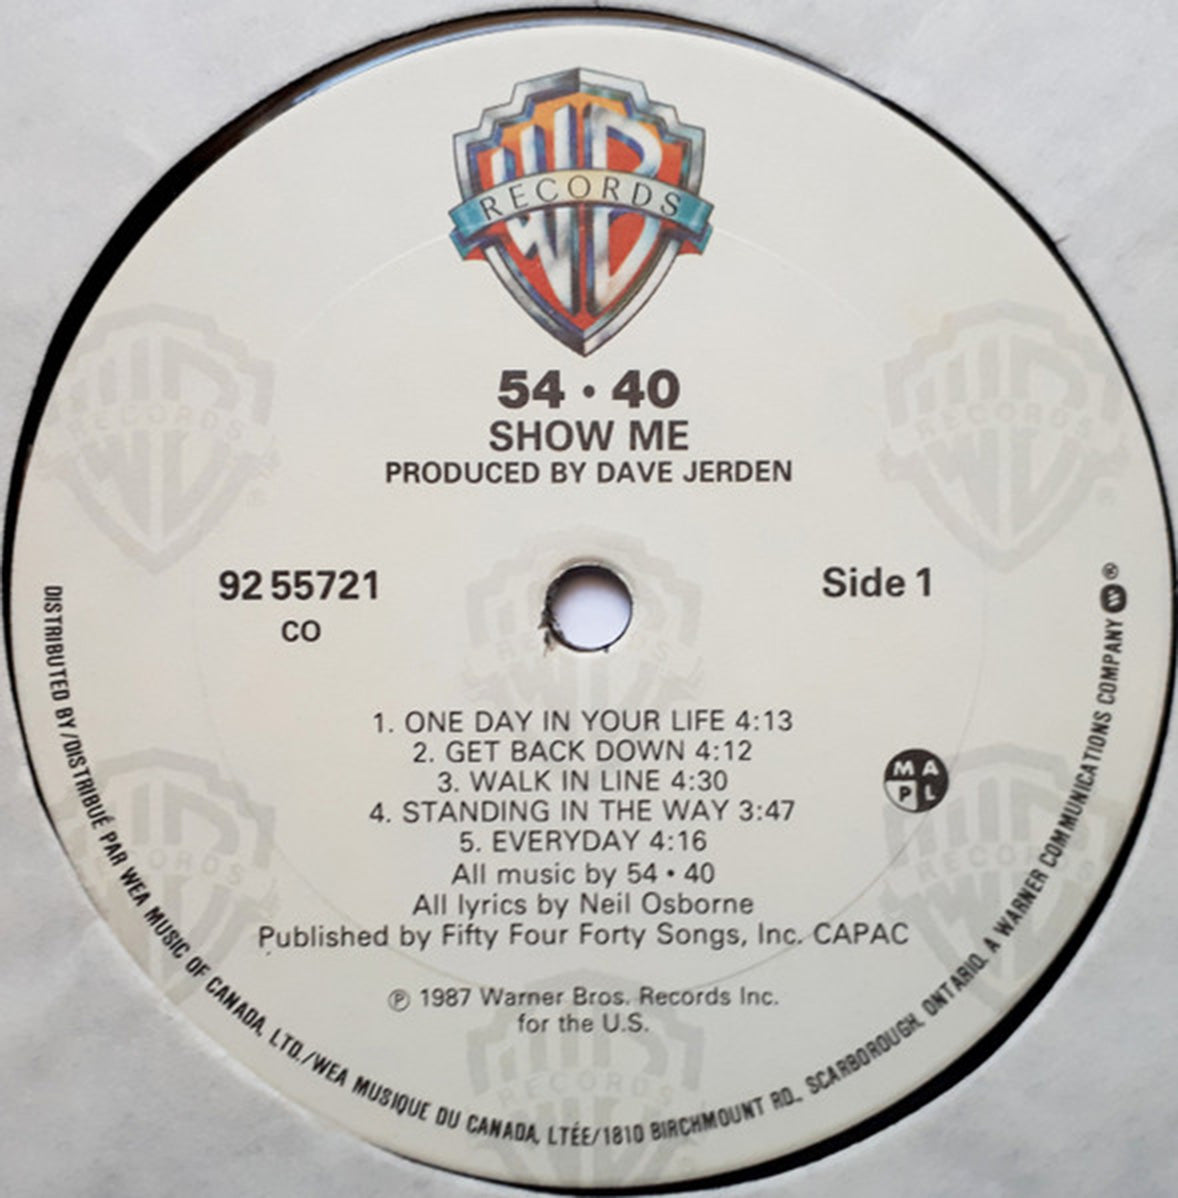 WB
RECORDS
54 • 40
SHOW ME
PRODUCED BY DAVE JERDEN
92 55721
CO
Side 1
1. ONE DAY IN YOUR LIFE 4:13
2. GET BACK DOWN 4:12
3. WALK IN LINE 4:30
4. STANDING IN THE WAY 3:47
5. EVERYDAY 4:16
All music by 54 • 40
All lyrics by Neil Osborne
Published by Fifty Four Forty Songs, Inc. CAPAC
MAPL
℗ 1987 Warner Bros. Records Inc.
for the U.S.
DISTRIBUTED BY/DISTRIBUÉ PAR WEA MUSIC OF CANADA, LTD./WEA MUSIQUE DU CANADA, LTÉE/1810 BIRCHMOUNT RD., SCARBOROUGH, ONTARIO. A WARNER COMMUNICATIONS COMPANY W ®